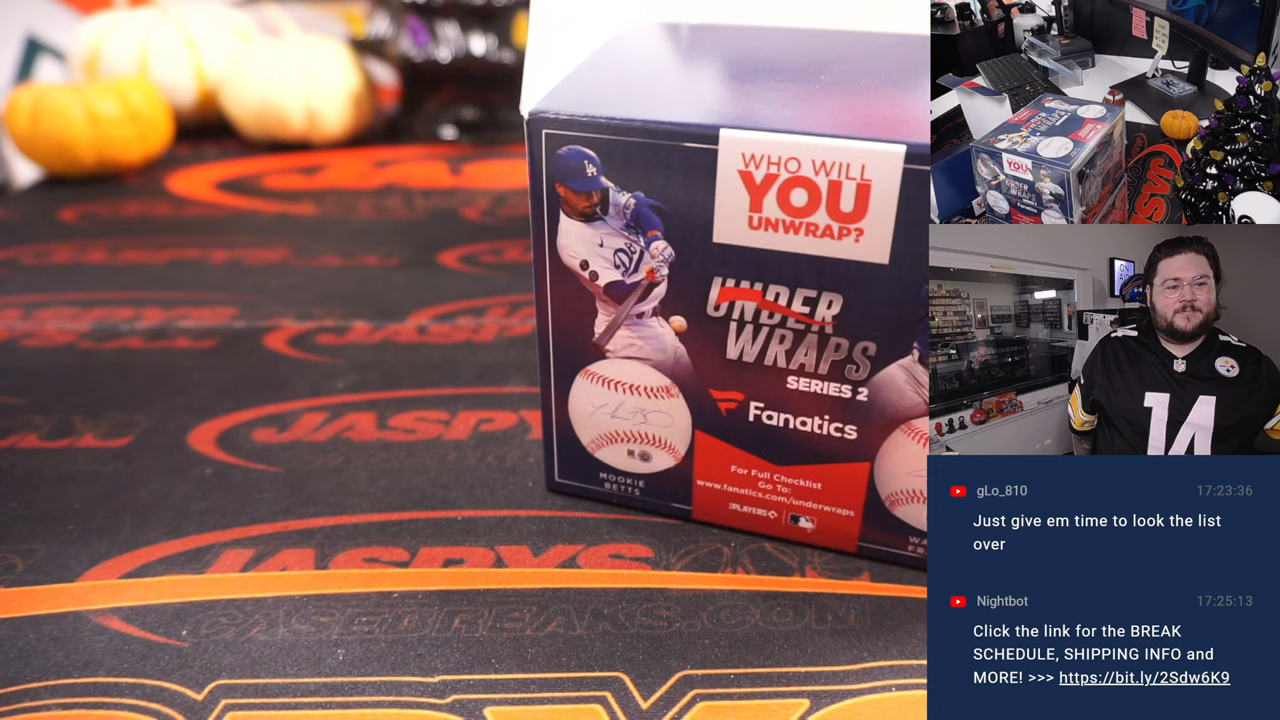 WHO WILL
YOU
UNWRAP?
UNDER
WRAPS
SERIES 2
Fanatics
For Full Checklist
Go To:
www.fanatics.com/underwraps
PLAYERS
MOOKIE
BETTS
JASPYS
JASPYS
CASEBREAKS.COM
ON
AIR
14
gLo_810 17:23:36
Just give em time to look the list
over
Nightbot 17:25:13
Click the link for the BREAK
SCHEDULE, SHIPPING INFO and
MORE! >>> https://bit.ly/2Sdw6K9